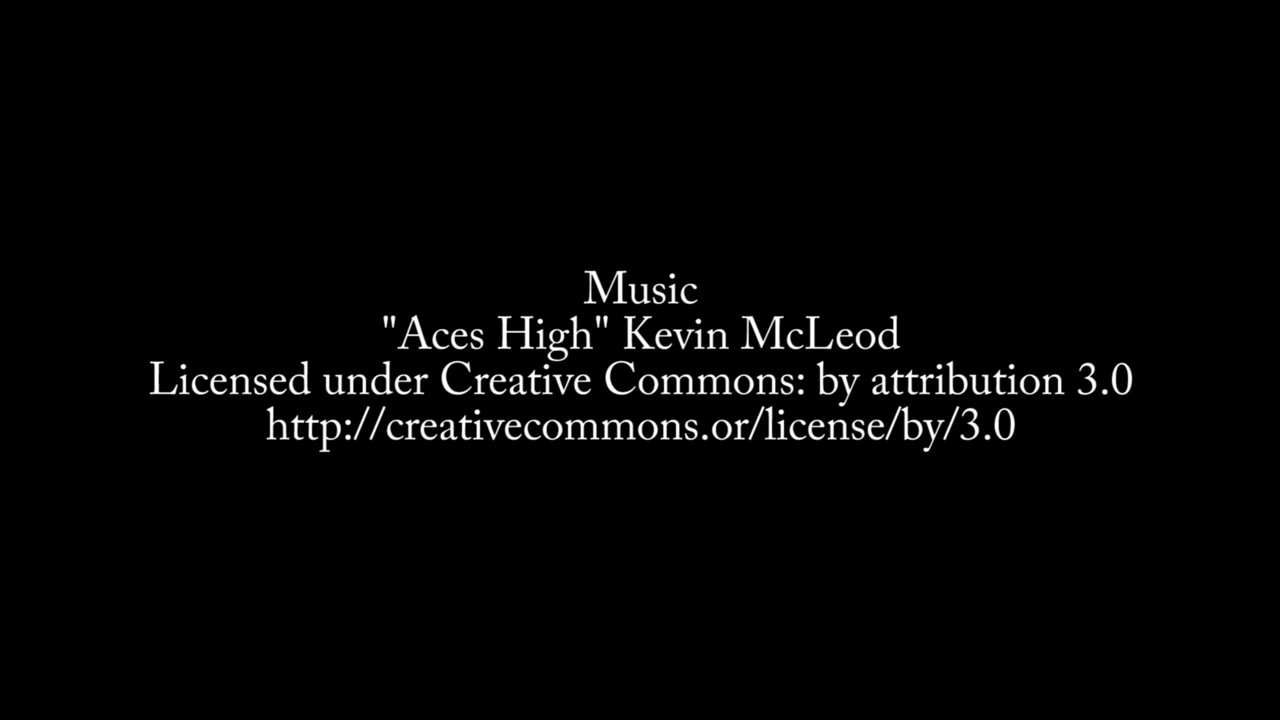 Music
"Aces High" Kevin McLeod
Licensed under Creative Commons: by attribution 3.0
http://creativecommons.or/license/by/3.0